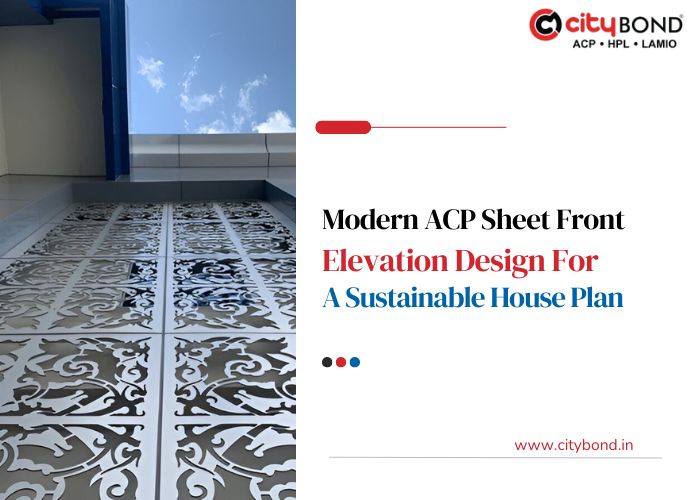 cityBOND®
ACP • HPL • LAMIO
Modern ACP Sheet Front
Elevation Design For
A Sustainable House Plan
www.citybond.in